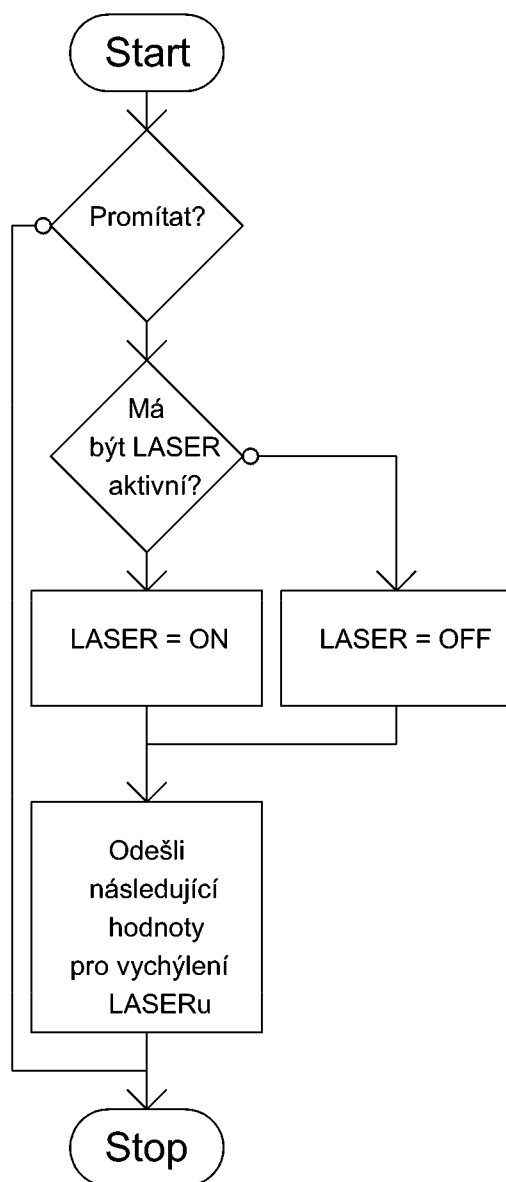 Start
Promítat?
Má
být LASER
aktivní?
LASER = ON
LASER = OFF
Odešli
následující
hodnoty
pro vychýlení
LASERu
Stop